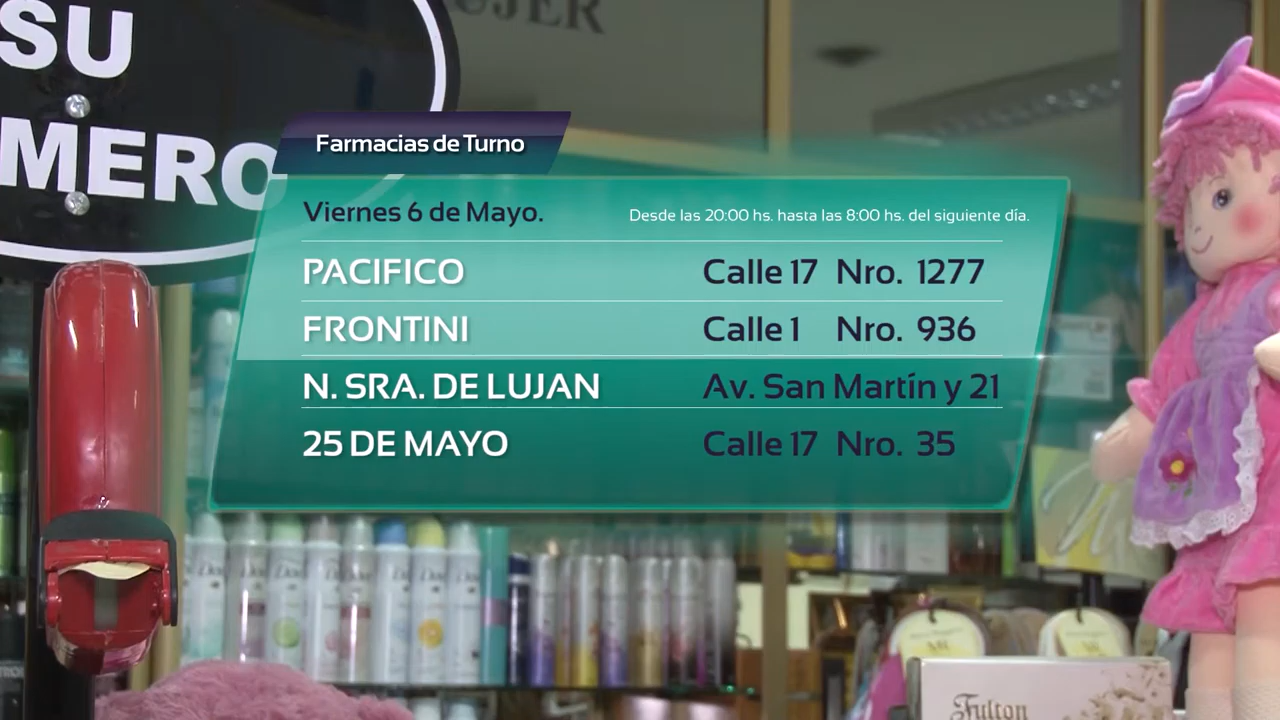 SU
MERO
UJER
Farmacias de Turno
Viernes 6 de Mayo. Desde las 20:00 hs. hasta las 8:00 hs. del siguiente día.
PACIFICO Calle 17 Nro. 1277
FRONTINI Calle 1 Nro. 936
N. SRA. DE LUJAN Av. San Martín y 21
25 DE MAYO Calle 17 Nro. 35
Dove
Fulton